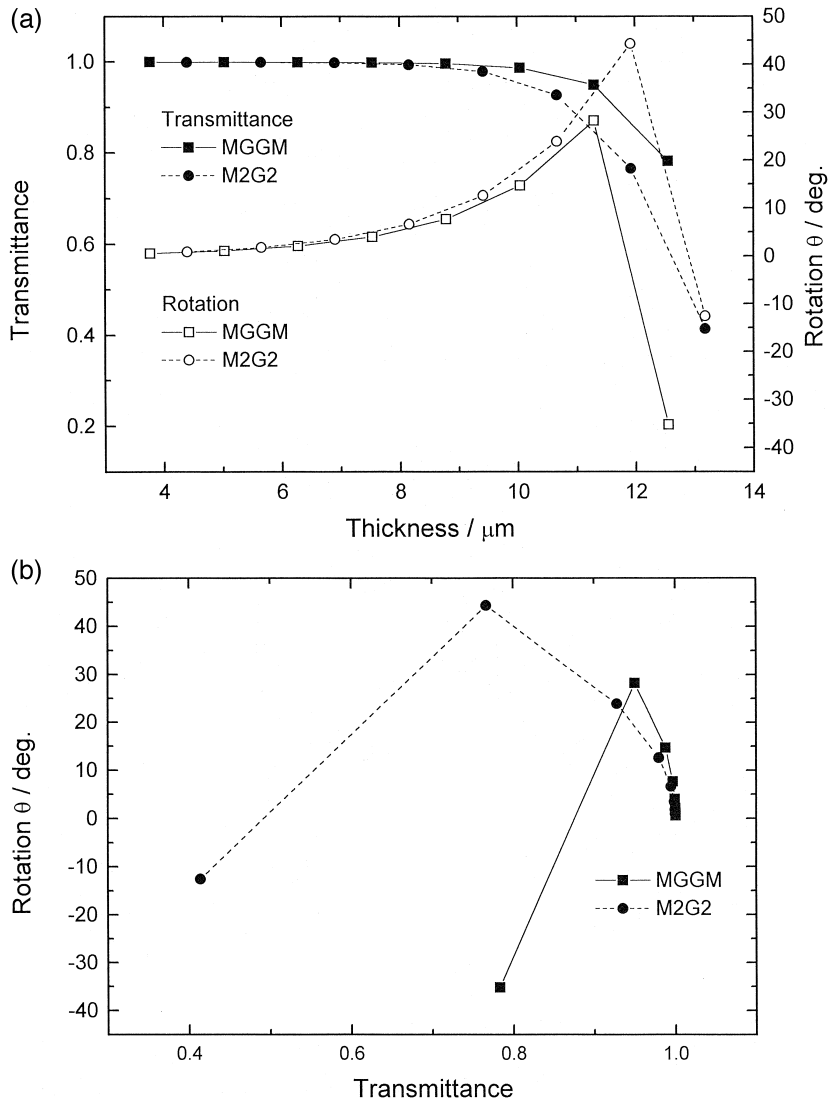 (a)
50
40
30
20
10
0
-10
-20
-30
-40
Rotation θ / deg.
1.0
0.8
0.6
0.4
0.2
Transmittance
Transmittance
MGGM
M2G2
Rotation
MGGM
M2G2
4 6 8 10 12 14
Thickness / μm
(b)
50
40
30
20
10
0
-10
-20
-30
-40
Rotation θ / deg.
MGGM
M2G2
0.4 0.6 0.8 1.0
Transmittance